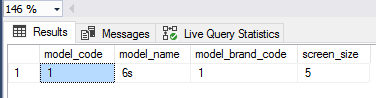 146 %
Results Messages Live Query Statistics
model_code model_name model_brand_code screen_size
1 1 6s 1 5